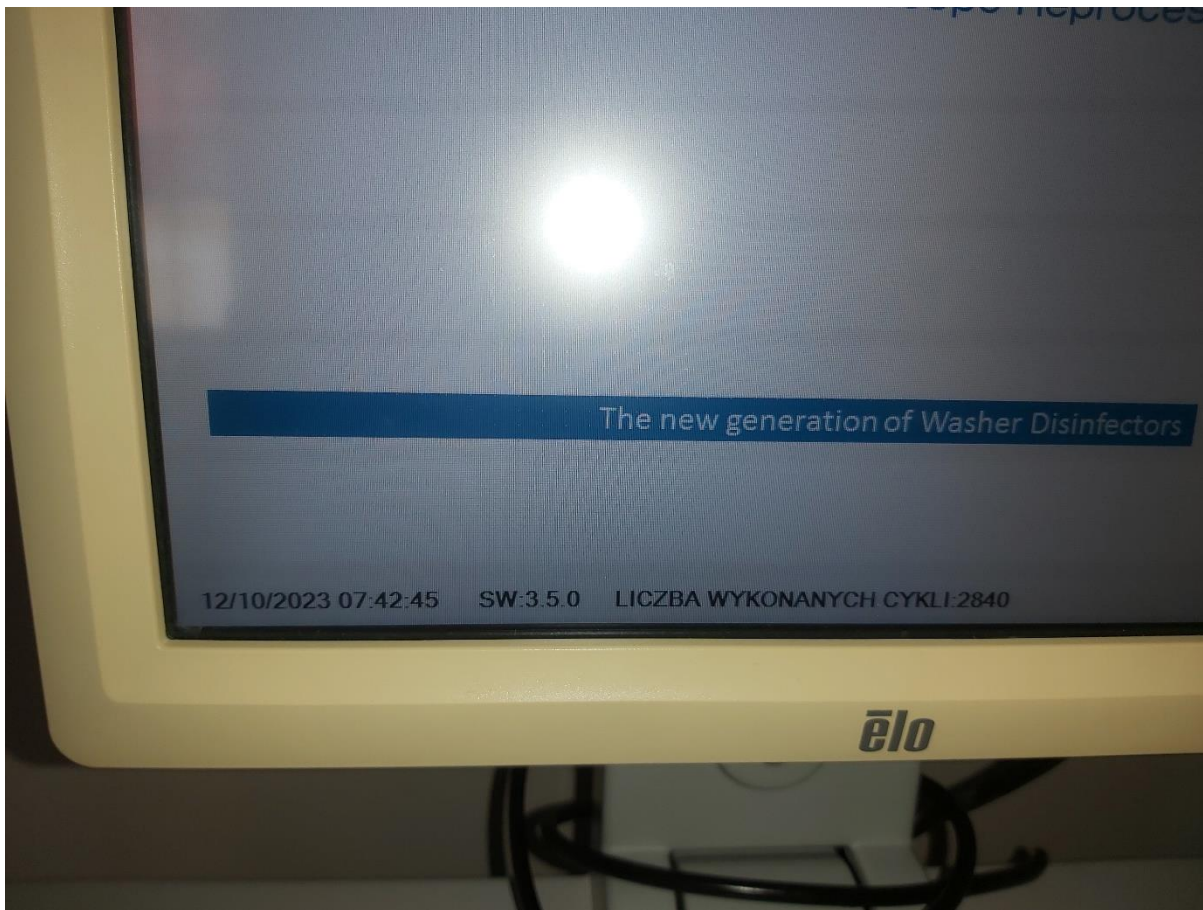 The new generation of Washer Disinfectors
12/10/2023 07:42:45 SW:3.5.0 LICZBA WYKONANYCH CYKLI:2840
ēlo